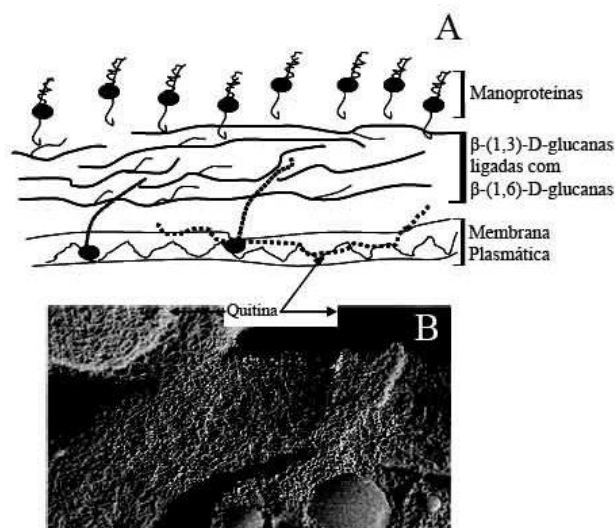 A
Manoproteínas
β-(1,3)-D-glucanas
ligadas com
β-(1,6)-D-glucanas
Membrana
Plasmática
Quitina
B